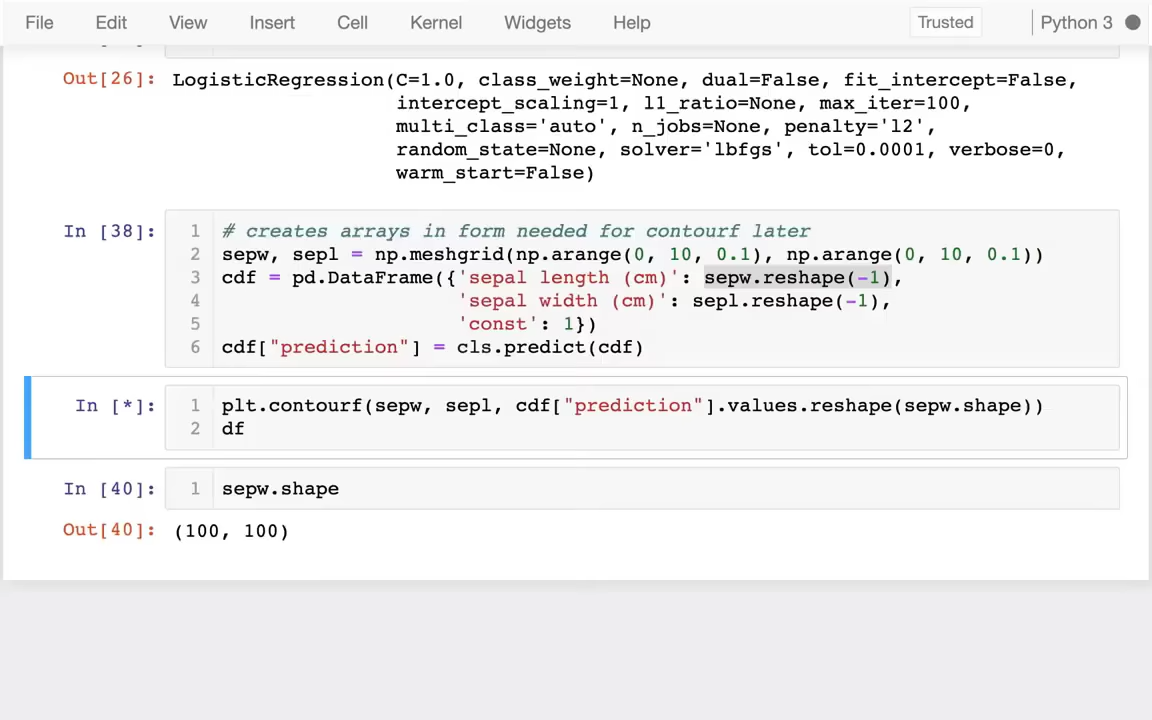 File Edit View Insert Cell Kernel Widgets Help Trusted Python 3
Out[26]: LogisticRegression(C=1.0, class_weight=None, dual=False, fit_intercept=False,
intercept_scaling=1, l1_ratio=None, max_iter=100,
multi_class='auto', n_jobs=None, penalty='l2',
random_state=None, solver='lbfgs', tol=0.0001, verbose=0,
warm_start=False)
In [38]: 1 # creates arrays in form needed for contourf later
2 sepw, sepl = np.meshgrid(np.arange(0, 10, 0.1), np.arange(0, 10, 0.1))
3 cdf = pd.DataFrame({'sepal length (cm)': sepw.reshape(-1),
4 'sepal width (cm)': sepl.reshape(-1),
5 'const': 1})
6 cdf["prediction"] = cls.predict(cdf)
In [*]: 1 plt.contourf(sepw, sepl, cdf["prediction"].values.reshape(sepw.shape))
2 df
In [40]: 1 sepw.shape
Out[40]: (100, 100)